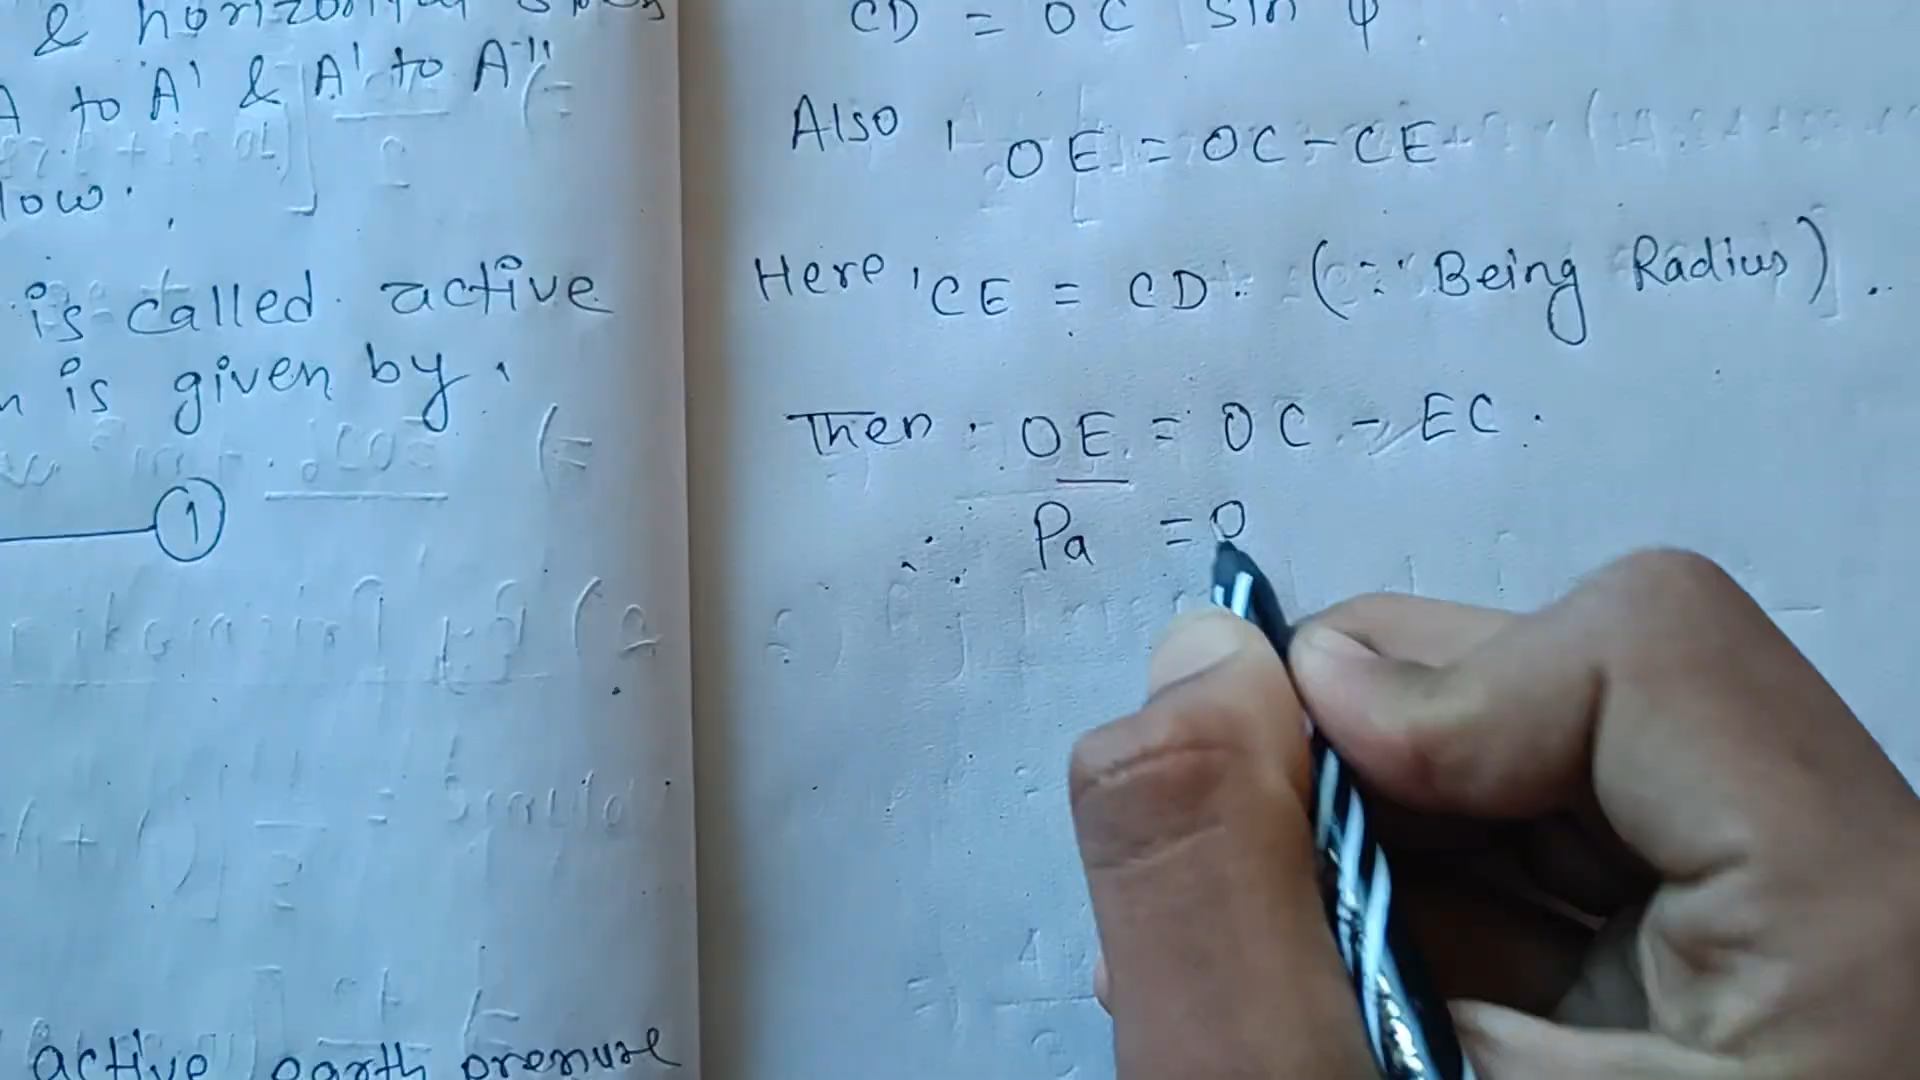 & horizontal
A to A' & A' to A"
low.
is called active
is given by,
1
active earth pressure
CD = OC sin φ.
Also, OE = OC - CE
Here, CE = CD. (∵ Being Radius).
Then. OE = OC - EC.
∴ Pa = O